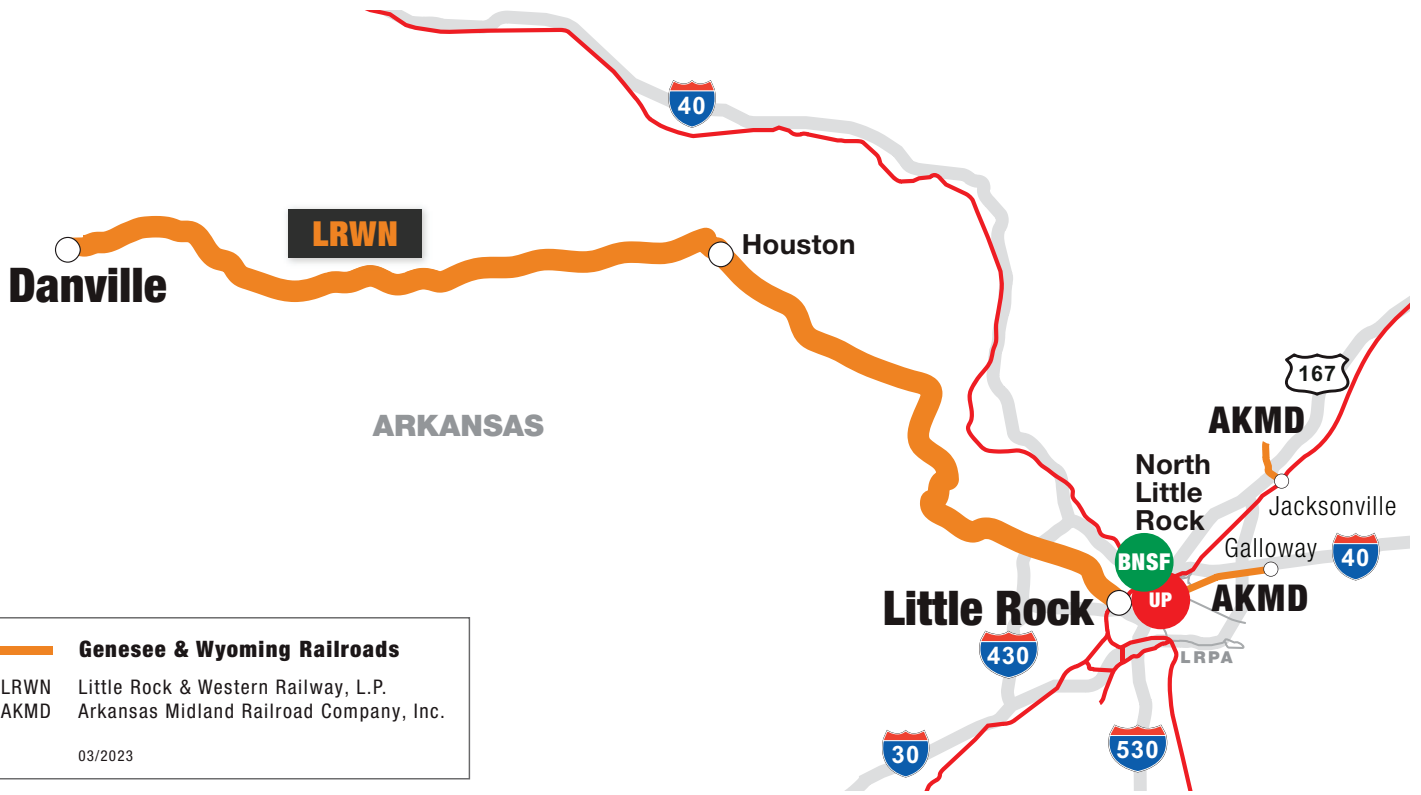 40
LRWN
Houston
Danville
167
ARKANSAS
AKMD
North
Little
Rock
Jacksonville
Galloway
40
BNSF
UP
AKMD
Little Rock
430
LRPA
30
530
Genesee & Wyoming Railroads
LRWN Little Rock & Western Railway, L.P.
AKMD Arkansas Midland Railroad Company, Inc.
03/2023